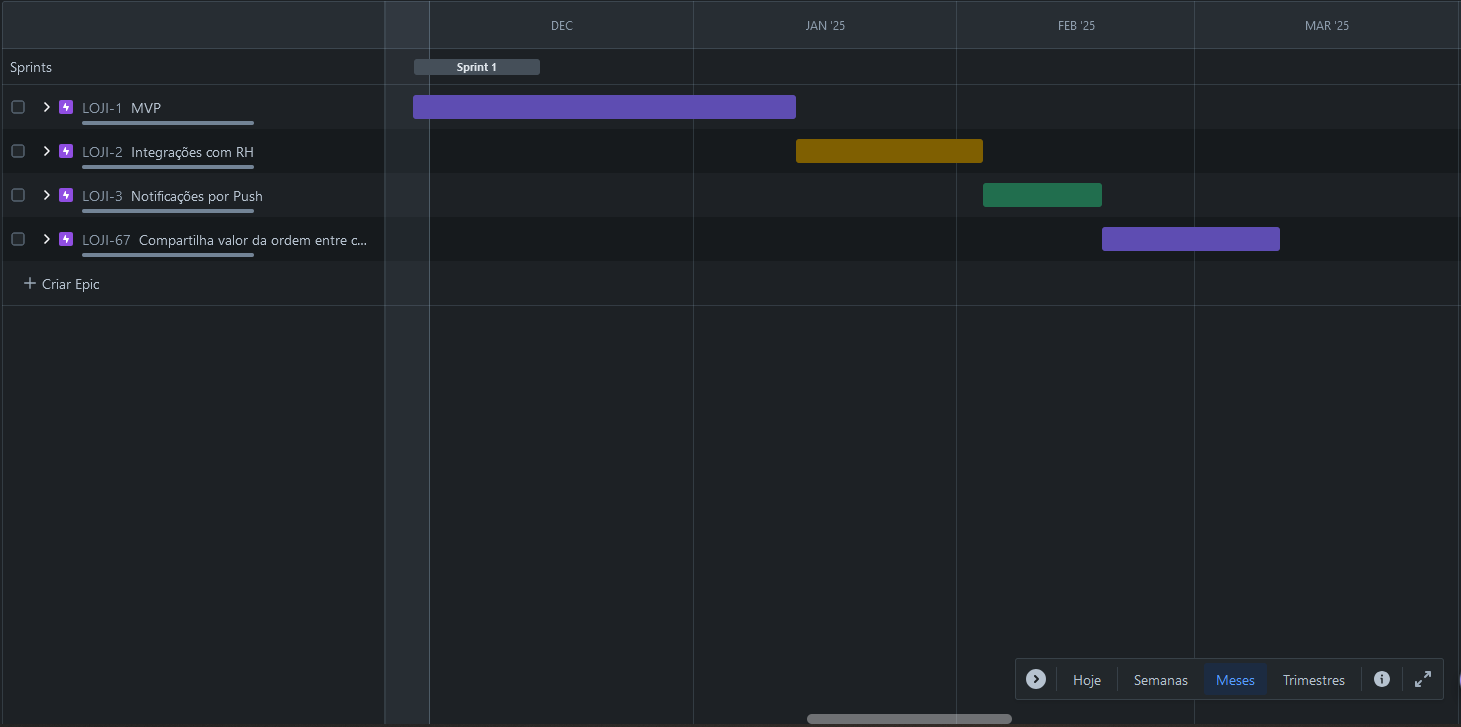 DEC JAN '25 FEB '25 MAR '25
Sprints Sprint 1
LOJI-1 MVP
LOJI-2 Integrações com RH
LOJI-3 Notificações por Push
LOJI-67 Compartilha valor da ordem entre c...
Criar Epic
Hoje Semanas Meses Trimestres